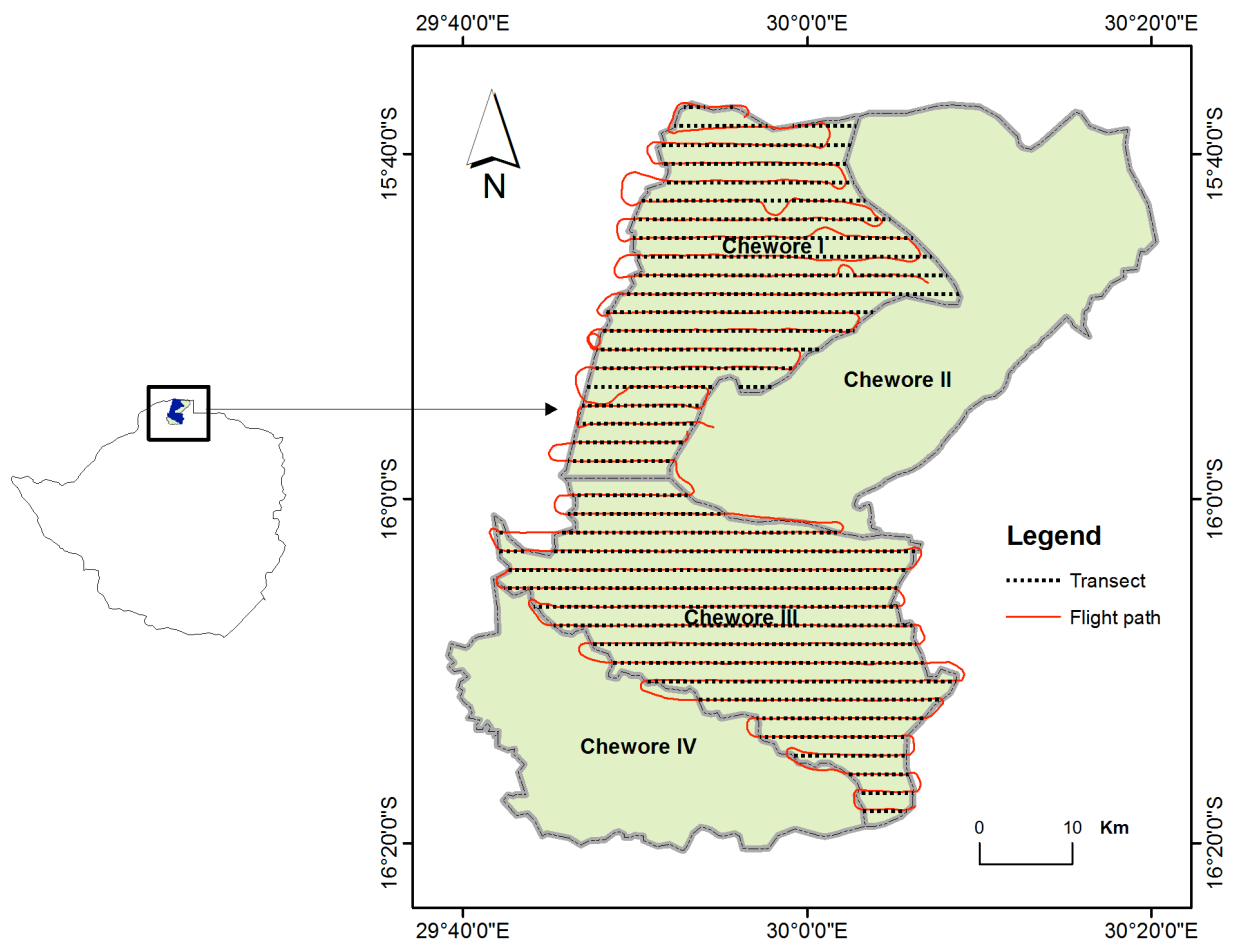 29°40'0"E 30°0'0"E 30°20'0"E
15°40'0"S 15°40'0"S
N
Chewore I
Chewore II
16°0'0"S 16°0'0"S
Legend
Transect
Flight path
Chewore III
Chewore IV
0 10 Km
16°20'0"S 16°20'0"S
29°40'0"E 30°0'0"E 30°20'0"E